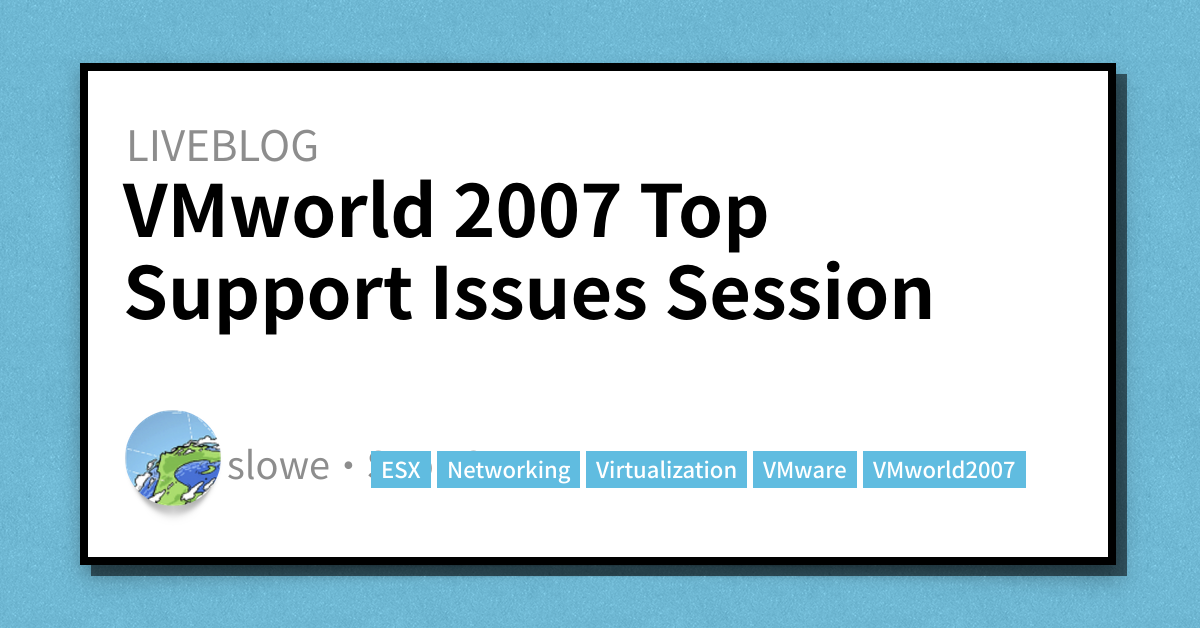 LIVEBLOG
VMworld 2007 Top
Support Issues Session
slowe • ESX Networking Virtualization VMware VMworld2007